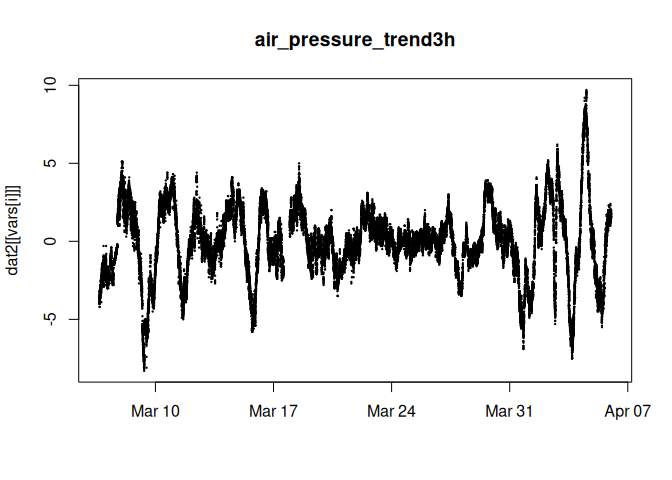 air_pressure_trend3h
dat2[[vars[i]]]
10
5
0
-5
Mar 10
Mar 17
Mar 24
Mar 31
Apr 07